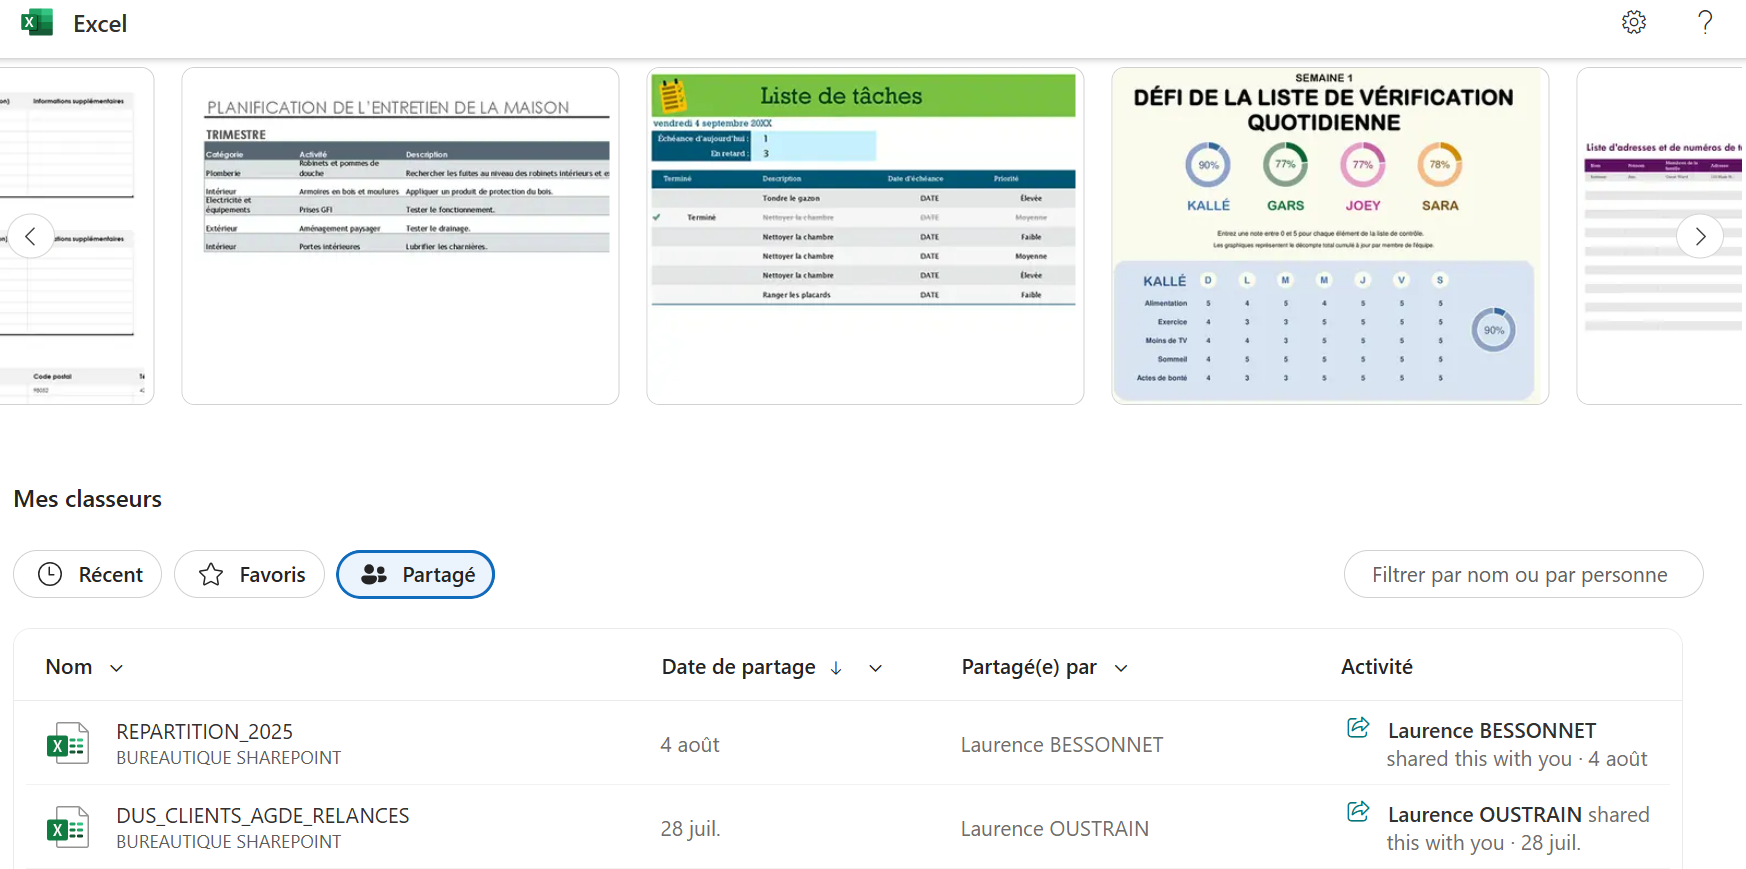 Excel
Informations supplémentaires
Informations supplémentaires
Code postal
98052
PLANIFICATION DE L'ENTRETIEN DE LA MAISON
TRIMESTRE
Catégorie Activité Description
Plomberie Robinets et pommes de douche Rechercher les fuites au niveau des robinets intérieurs et e
Intérieur Armoires en bois et moulures Appliquer un produit de protection du bois.
Electricité et équipements Prises GFI Tester le fonctionnement.
Extérieur Aménagement paysager Tester le drainage.
Intérieur Portes intérieures Lubrifier les charnières.
Liste de tâches
vendredi 4 septembre 20XX
Échéance d'aujourd'hui : 1
En retard : 3
Terminé Description Date d'échéance Priorité
Tondre le gazon DATE Élevée
Terminé Nettoyer la chambre DATE Moyenne
Nettoyer la chambre DATE Faible
Nettoyer la chambre DATE Moyenne
Nettoyer la chambre DATE Élevée
Ranger les placards DATE Faible
SEMAINE 1
DÉFI DE LA LISTE DE VÉRIFICATION
QUOTIDIENNE
90% 77% 77% 78%
KALLÉ GARS JOEY SARA
Entrez une note entre 0 et 5 pour chaque élément de la liste de contrôle.
Les graphiques représentent le décompte total cumulé à jour par membre de l'équipe.
KALLÉ D L M M J V S
Alimentation 5 4 5 4 5 5 5
Exercice 4 3 3 5 5 5 5
Moins de TV 4 4 3 5 5 5 5
Sommeil 4 5 5 5 5 5 5
Actes de bonté 4 3 3 5 5 5 5
90%
Liste d'adresses et de numéros de t
Mes classeurs
Récent Favoris Partagé
Filtrer par nom ou par personne
Nom Date de partage Partagé(e) par Activité
REPARTITION_2025
BUREAUTIQUE SHAREPOINT
4 août
Laurence BESSONNET
Laurence BESSONNET
shared this with you · 4 août
DUS_CLIENTS_AGDE_RELANCES
BUREAUTIQUE SHAREPOINT
28 juil.
Laurence OUSTRAIN
Laurence OUSTRAIN shared
this with you · 28 juil.